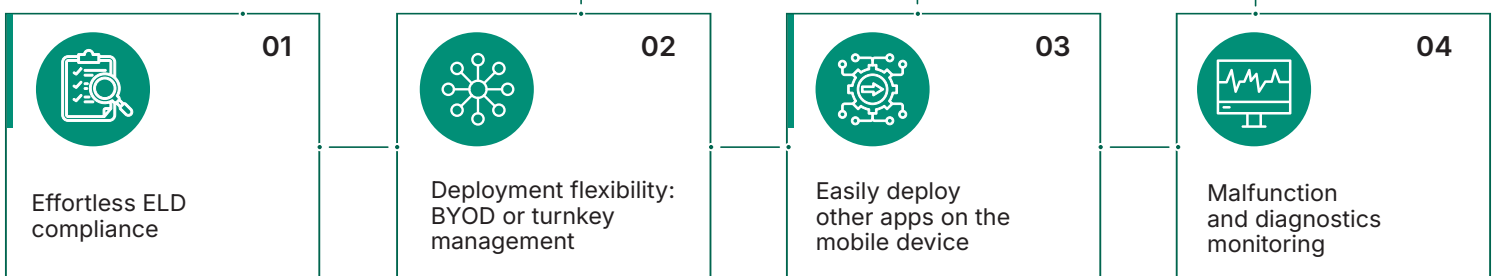 01
Effortless ELD
compliance
02
Deployment flexibility:
BYOD or turnkey
management
03
Easily deploy
other apps on the
mobile device
04
Malfunction
and diagnostics
monitoring